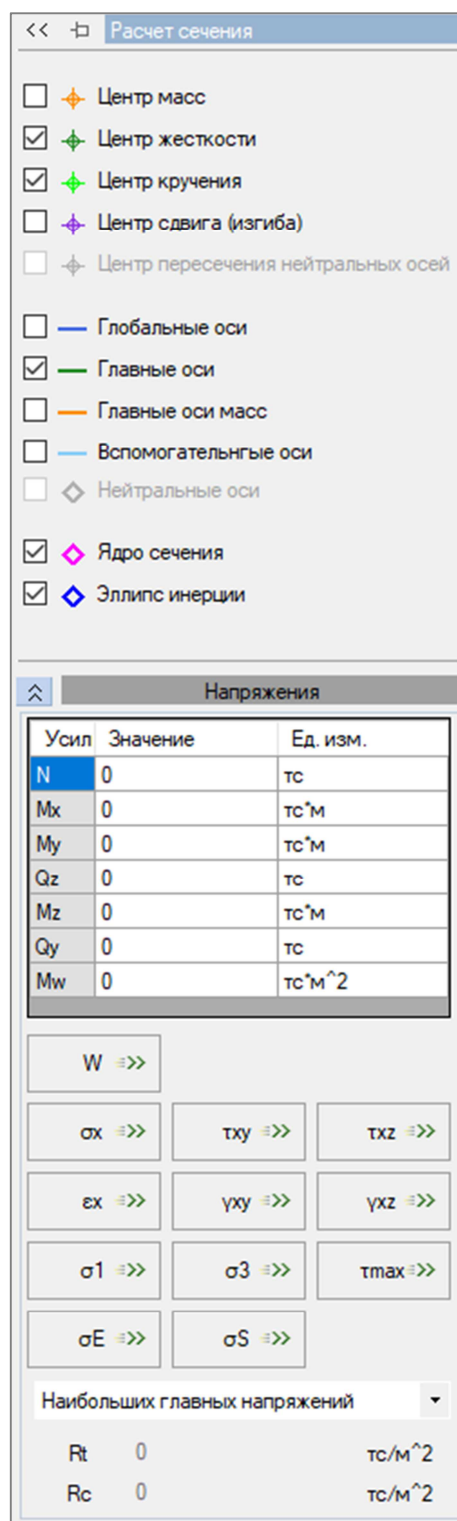 << Расчет сечения
Центр масс
Центр жесткости
Центр кручения
Центр сдвига (изгиба)
Центр пересечения нейтральных осей
Глобальные оси
Главные оси
Главные оси масс
Вспомогательнгые оси
Нейтральные оси
Ядро сечения
Эллипс инерции
Напряжения
Усил Значение Ед. изм.
N 0 тс
Mx 0 тс*м
My 0 тс*м
Qz 0 тс
Mz 0 тс*м
Qy 0 тс
Mw 0 тс*м^2
W
σx τxy τxz
εx γxy γxz
σ1 σ3 τmax
σE σS
Наибольших главных напряжений
Rt 0 тс/м^2
Rc 0 тс/м^2